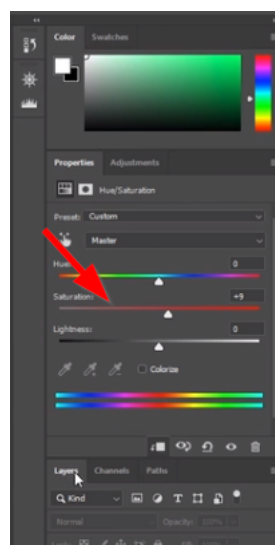 Color Swatches
Properties Adjustments
Hue/Saturation
Preset: Custom
Master
Hue: 0
Saturation: +9
Lightness: 0
Colorize
Layers Channels Paths
Kind
Normal Opacity: 100%
Lock: